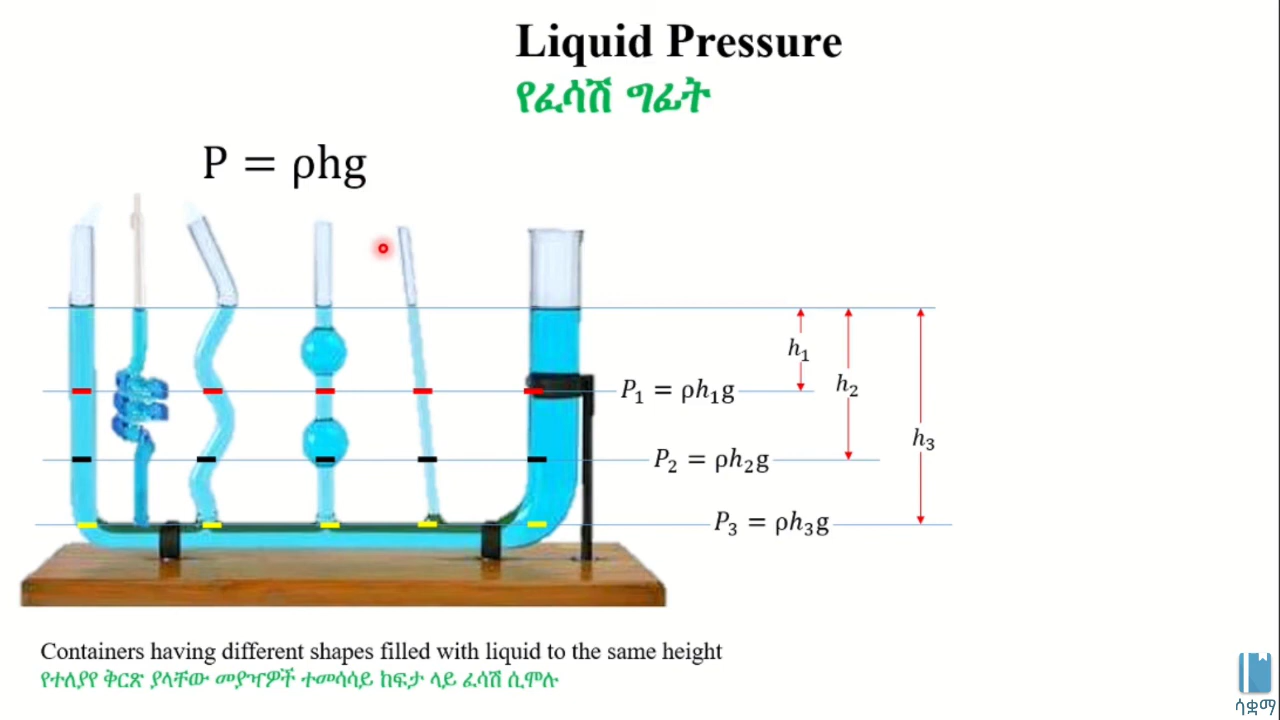 Liquid Pressure
የፈሳሽ ግፊት
P = ρhg
h₁
P₁ = ρh₁g
h₂
h₃
P₂ = ρh₂g
P₃ = ρh₃g
Containers having different shapes filled with liquid to the same height
የተለያየ ቅርጽ ያላቸው መያዣዎች ተመሳሳይ ከፍታ ላይ ፈሳሽ ሲሞሉ
ሳቋማ